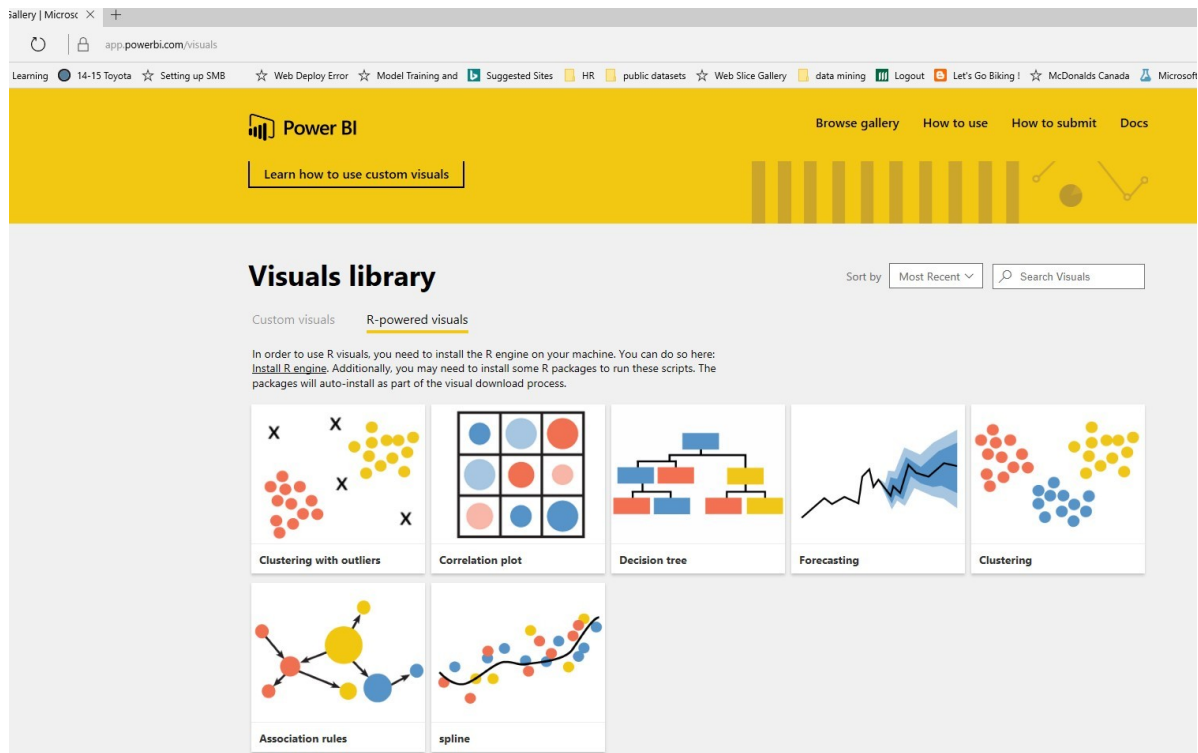 Gallery | Microsc
app.powerbi.com/visuals
Learning 14-15 Toyota Setting up SMB Web Deploy Error Model Training and Suggested Sites HR public datasets Web Slice Gallery data mining Logout Let's Go Biking ! McDonalds Canada Microsoft
Power BI Browse gallery How to use How to submit Docs
Learn how to use custom visuals
Visuals library
Sort by Most Recent Search Visuals
Custom visuals R-powered visuals
In order to use R visuals, you need to install the R engine on your machine. You can do so here:
Install R engine. Additionally, you may need to install some R packages to run these scripts. The
packages will auto-install as part of the visual download process.
X X X X
Clustering with outliers Correlation plot Decision tree Forecasting Clustering
Association rules spline